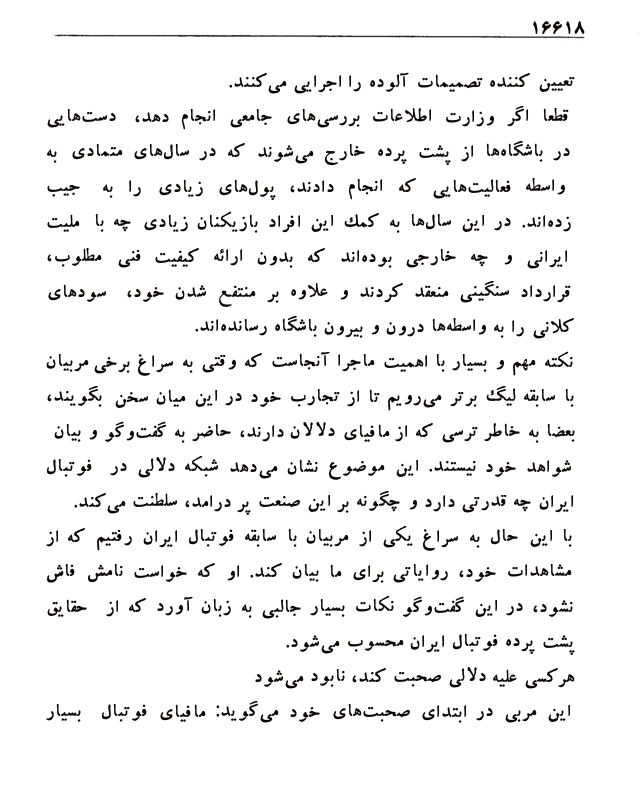 ۱۶۶۱۸
تعیین کننده تصمیمات آلوده را اجرایی می‌کنند.
قطعا اگر وزارت اطلاعات بررسی‌های جامعی انجام دهد، دست‌هایی
در باشگاه‌ها از پشت پرده خارج می‌شوند که در سال‌های متمادی به
واسطه فعالیت‌هایی که انجام دادند، پول‌های زیادی را به جیب
زده‌اند. در این سال‌ها به کمك این افراد بازیکنان زیادی چه با ملیت
ایرانی و چه خارجی بوده‌اند که بدون ارائه کیفیت فنی مطلوب،
قرارداد سنگینی منعقد کردند و علاوه بر منتفع شدن خود، سودهای
کلانی را به واسطه‌ها درون و بیرون باشگاه رسانده‌اند.
نکته مهم و بسیار با اهمیت ماجرا آنجاست که وقتی به سراغ برخی مربیان
با سابقه لیگ برتر می‌رویم تا از تجارب خود در این میان سخن بگویند،
بعضا به خاطر ترسی که از مافیای دلالان دارند، حاضر به گفت‌وگو و بیان
شواهد خود نیستند. این موضوع نشان می‌دهد شبکه دلالی در فوتبال
ایران چه قدرتی دارد و چگونه بر این صنعت پر درامد، سلطنت می‌کند.
با این حال به سراغ یکی از مربیان با سابقه فوتبال ایران رفتیم که از
مشاهدات خود، روایاتی برای ما بیان کند. او که خواست نامش فاش
نشود، در این گفت‌وگو نکات بسیار جالبی به زبان آورد که از حقایق
پشت پرده فوتبال ایران محسوب می‌شود.
هرکسی علیه دلالی صحبت کند، نابود می‌شود
این مربی در ابتدای صحبت‌های خود می‌گوید: مافیای فوتبال بسیار